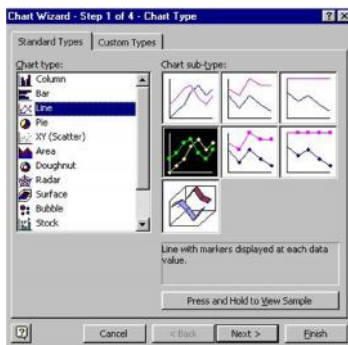 Chart Wizard - Step 1 of 4 - Chart Type
Standard Types
Custom Types
Chart type:
Column
Bar
Line
Pie
XY (Scatter)
Area
Doughnut
Radar
Surface
Bubble
Stock
Chart sub-type:
Line with markers displayed at each data
value.
Press and Hold to View Sample
Cancel
< Back
Next >
Finish